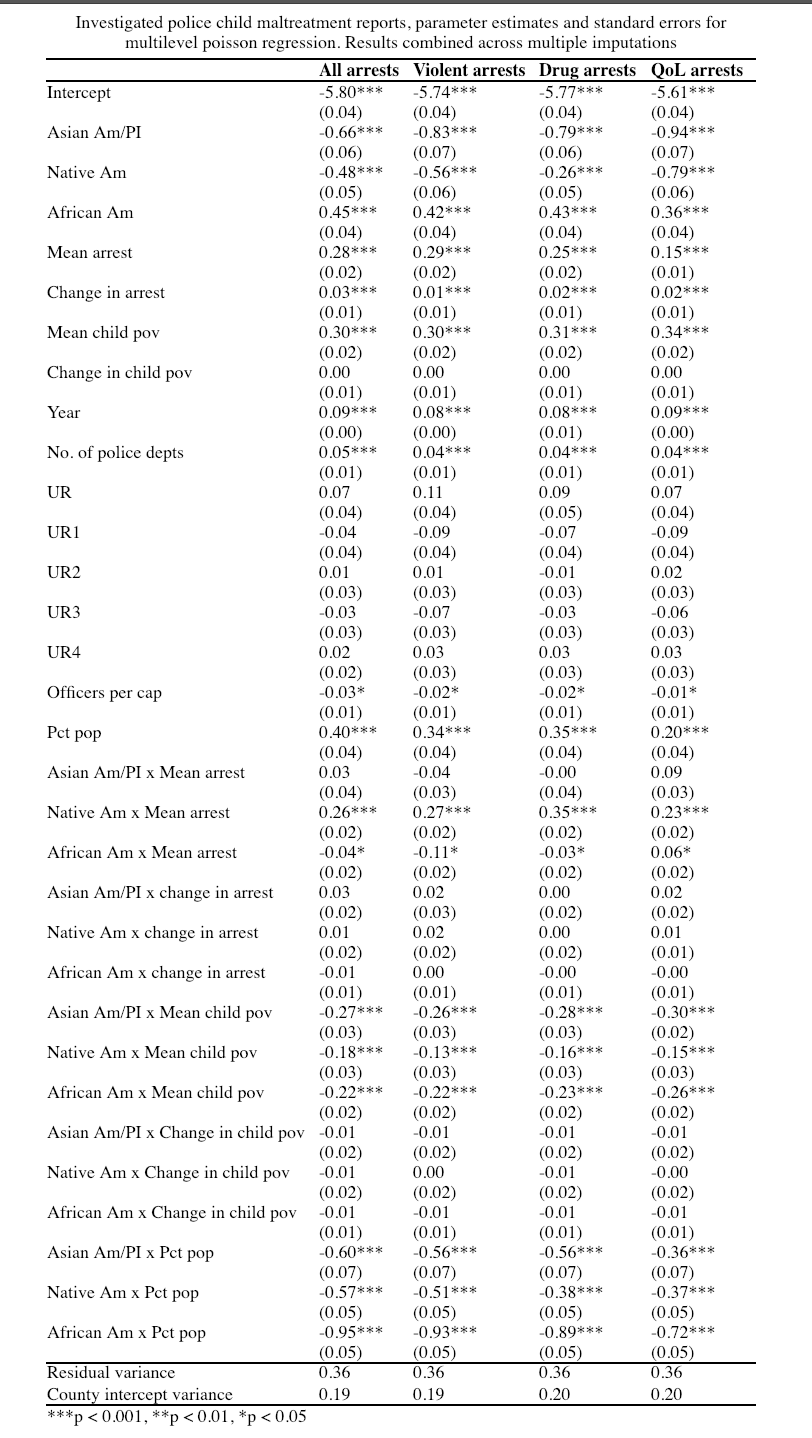 Investigated police child maltreatment reports, parameter estimates and standard errors for
multilevel poisson regression. Results combined across multiple imputations
All arrests Violent arrests Drug arrests QoL arrests
Intercept -5.80*** -5.74*** -5.77*** -5.61***
(0.04) (0.04) (0.04) (0.04)
Asian Am/PI -0.66*** -0.83*** -0.79*** -0.94***
(0.06) (0.07) (0.06) (0.07)
Native Am -0.48*** -0.56*** -0.26*** -0.79***
(0.05) (0.06) (0.05) (0.06)
African Am 0.45*** 0.42*** 0.43*** 0.36***
(0.04) (0.04) (0.04) (0.04)
Mean arrest 0.28*** 0.29*** 0.25*** 0.15***
(0.02) (0.02) (0.02) (0.01)
Change in arrest 0.03*** 0.01*** 0.02*** 0.02***
(0.01) (0.01) (0.01) (0.01)
Mean child pov 0.30*** 0.30*** 0.31*** 0.34***
(0.02) (0.02) (0.02) (0.02)
Change in child pov 0.00 0.00 0.00 0.00
(0.01) (0.01) (0.01) (0.01)
Year 0.09*** 0.08*** 0.08*** 0.09***
(0.00) (0.00) (0.01) (0.00)
No. of police depts 0.05*** 0.04*** 0.04*** 0.04***
(0.01) (0.01) (0.01) (0.01)
UR 0.07 0.11 0.09 0.07
(0.04) (0.04) (0.05) (0.04)
UR1 -0.04 -0.09 -0.07 -0.09
(0.04) (0.04) (0.04) (0.04)
UR2 0.01 0.01 -0.01 0.02
(0.03) (0.03) (0.03) (0.03)
UR3 -0.03 -0.07 -0.03 -0.06
(0.03) (0.03) (0.03) (0.03)
UR4 0.02 0.03 0.03 0.03
(0.02) (0.03) (0.03) (0.03)
Officers per cap -0.03* -0.02* -0.02* -0.01*
(0.01) (0.01) (0.01) (0.01)
Pct pop 0.40*** 0.34*** 0.35*** 0.20***
(0.04) (0.04) (0.04) (0.04)
Asian Am/PI x Mean arrest 0.03 -0.04 -0.00 0.09
(0.04) (0.03) (0.04) (0.03)
Native Am x Mean arrest 0.26*** 0.27*** 0.35*** 0.23***
(0.02) (0.02) (0.02) (0.02)
African Am x Mean arrest -0.04* -0.11* -0.03* 0.06*
(0.02) (0.02) (0.02) (0.02)
Asian Am/PI x change in arrest 0.03 0.02 0.00 0.02
(0.02) (0.03) (0.02) (0.02)
Native Am x change in arrest 0.01 0.02 0.00 0.01
(0.02) (0.02) (0.02) (0.01)
African Am x change in arrest -0.01 0.00 -0.00 -0.00
(0.01) (0.01) (0.01) (0.01)
Asian Am/PI x Mean child pov -0.27*** -0.26*** -0.28*** -0.30***
(0.03) (0.03) (0.03) (0.02)
Native Am x Mean child pov -0.18*** -0.13*** -0.16*** -0.15***
(0.03) (0.03) (0.03) (0.03)
African Am x Mean child pov -0.22*** -0.22*** -0.23*** -0.26***
(0.02) (0.02) (0.02) (0.02)
Asian Am/PI x Change in child pov -0.01 -0.01 -0.01 -0.01
(0.02) (0.02) (0.02) (0.02)
Native Am x Change in child pov -0.01 0.00 -0.01 -0.00
(0.02) (0.02) (0.02) (0.02)
African Am x Change in child pov -0.01 -0.01 -0.01 -0.01
(0.01) (0.01) (0.01) (0.01)
Asian Am/PI x Pct pop -0.60*** -0.56*** -0.56*** -0.36***
(0.07) (0.07) (0.07) (0.07)
Native Am x Pct pop -0.57*** -0.51*** -0.38*** -0.37***
(0.05) (0.05) (0.05) (0.05)
African Am x Pct pop -0.95*** -0.93*** -0.89*** -0.72***
(0.05) (0.05) (0.05) (0.05)
Residual variance 0.36 0.36 0.36 0.36
County intercept variance 0.19 0.19 0.20 0.20
***p < 0.001, **p < 0.01, *p < 0.05